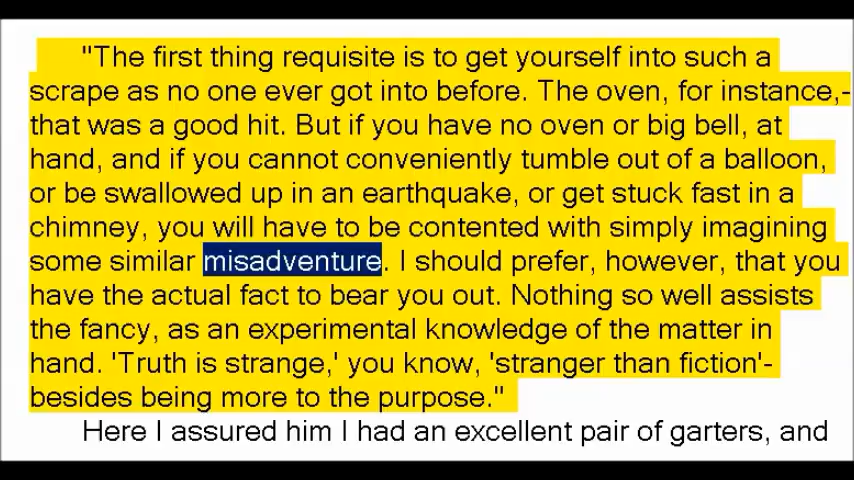 "The first thing requisite is to get yourself into such a
scrape as no one ever got into before. The oven, for instance,-
that was a good hit. But if you have no oven or big bell, at
hand, and if you cannot conveniently tumble out of a balloon,
or be swallowed up in an earthquake, or get stuck fast in a
chimney, you will have to be contented with simply imagining
some similar misadventure. I should prefer, however, that you
have the actual fact to bear you out. Nothing so well assists
the fancy, as an experimental knowledge of the matter in
hand. 'Truth is strange,' you know, 'stranger than fiction'-
besides being more to the purpose."
Here I assured him I had an excellent pair of garters, and